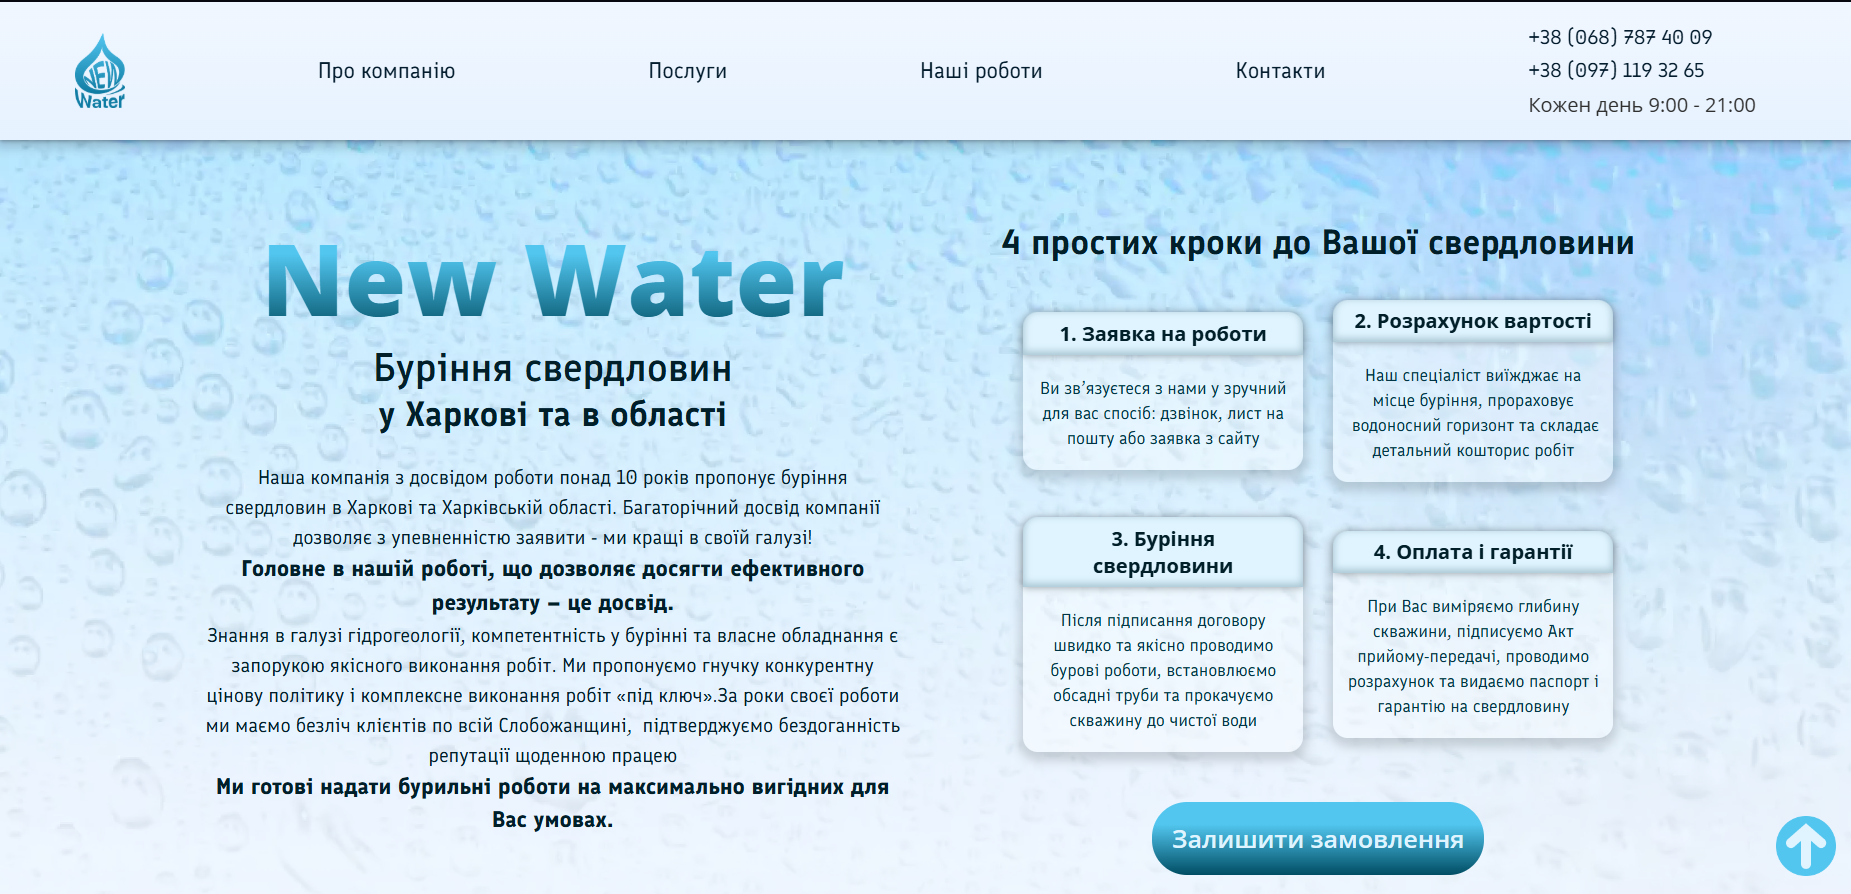 NEW
Water
Про компанію
Послуги
Наші роботи
Контакти
+38 (068) 787 40 09
+38 (097) 119 32 65
Кожен день 9:00 - 21:00
New Water
Буріння свердловин
у Харкові та в області
Наша компанія з досвідом роботи понад 10 років пропонує буріння
свердловин в Харкові та Харківській області. Багаторічний досвід компанії
дозволяє з упевненністю заявити - ми кращі в своїй галузі!
Головне в нашій роботі, що дозволяє досягти ефективного
результату – це досвід.
Знання в галузі гідрогеології, компетентність у бурінні та власне обладнання є
запорукою якісного виконання робіт. Ми пропонуємо гнучку конкурентну
цінову політику і комплексне виконання робіт «під ключ».За роки своєї роботи
ми маємо безліч клієнтів по всій Слобожанщині,  підтверджуємо бездоганність
репутації щоденною працею
Ми готові надати бурильні роботи на максимально вигідних для
Вас умовах.
4 простих кроки до Вашої свердловини
1. Заявка на роботи
Ви зв’язуєтеся з нами у зручний
для вас спосіб: дзвінок, лист на
пошту або заявка з сайту
2. Розрахунок вартості
Наш спеціаліст виїжджає на
місце буріння, прораховує
водоносний горизонт та складає
детальний кошторис робіт
3. Буріння
свердловини
Після підписання договору
швидко та якісно проводимо
бурові роботи, встановлюємо
обсадні труби та прокачуємо
скважину до чистої води
4. Оплата і гарантії
При Вас виміряємо глибину
скважини, підписуємо Акт
прийому-передачі, проводимо
розрахунок та видаємо паспорт і
гарантію на свердловину
Залишити замовлення